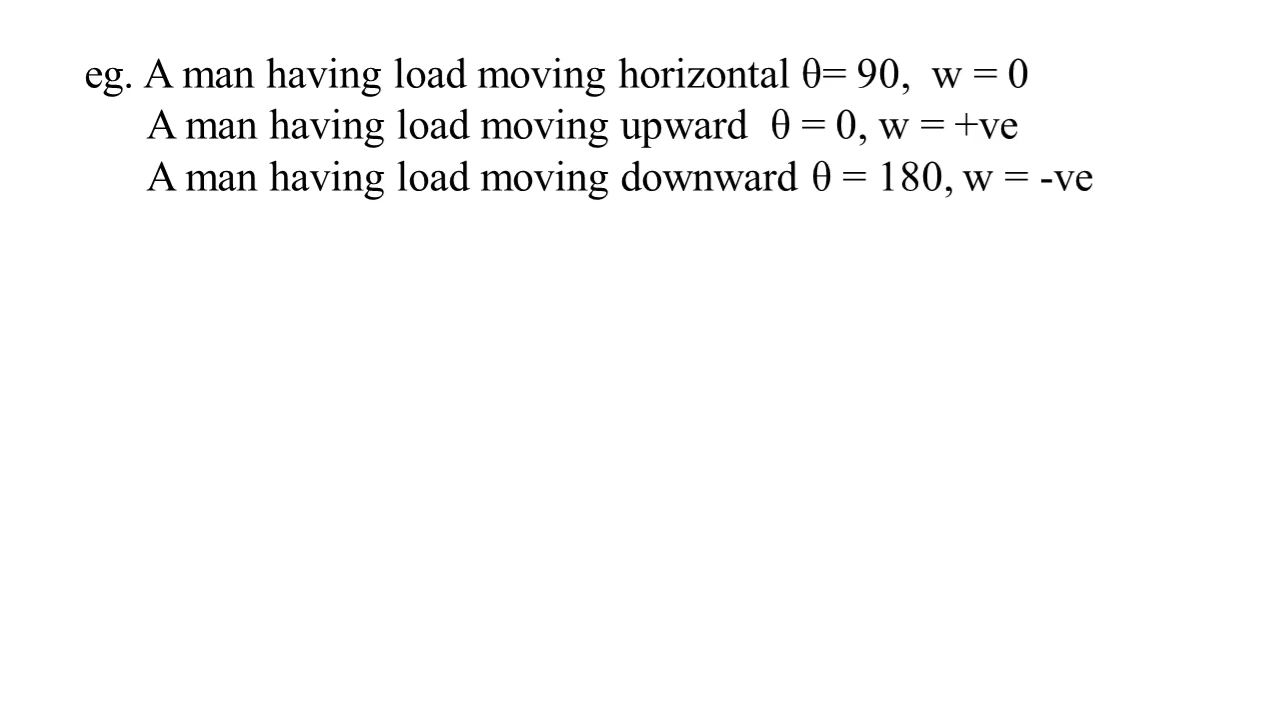 eg. A man having load moving horizontal θ= 90,  w = 0
A man having load moving upward  θ = 0, w = +ve
A man having load moving downward θ = 180, w = -ve